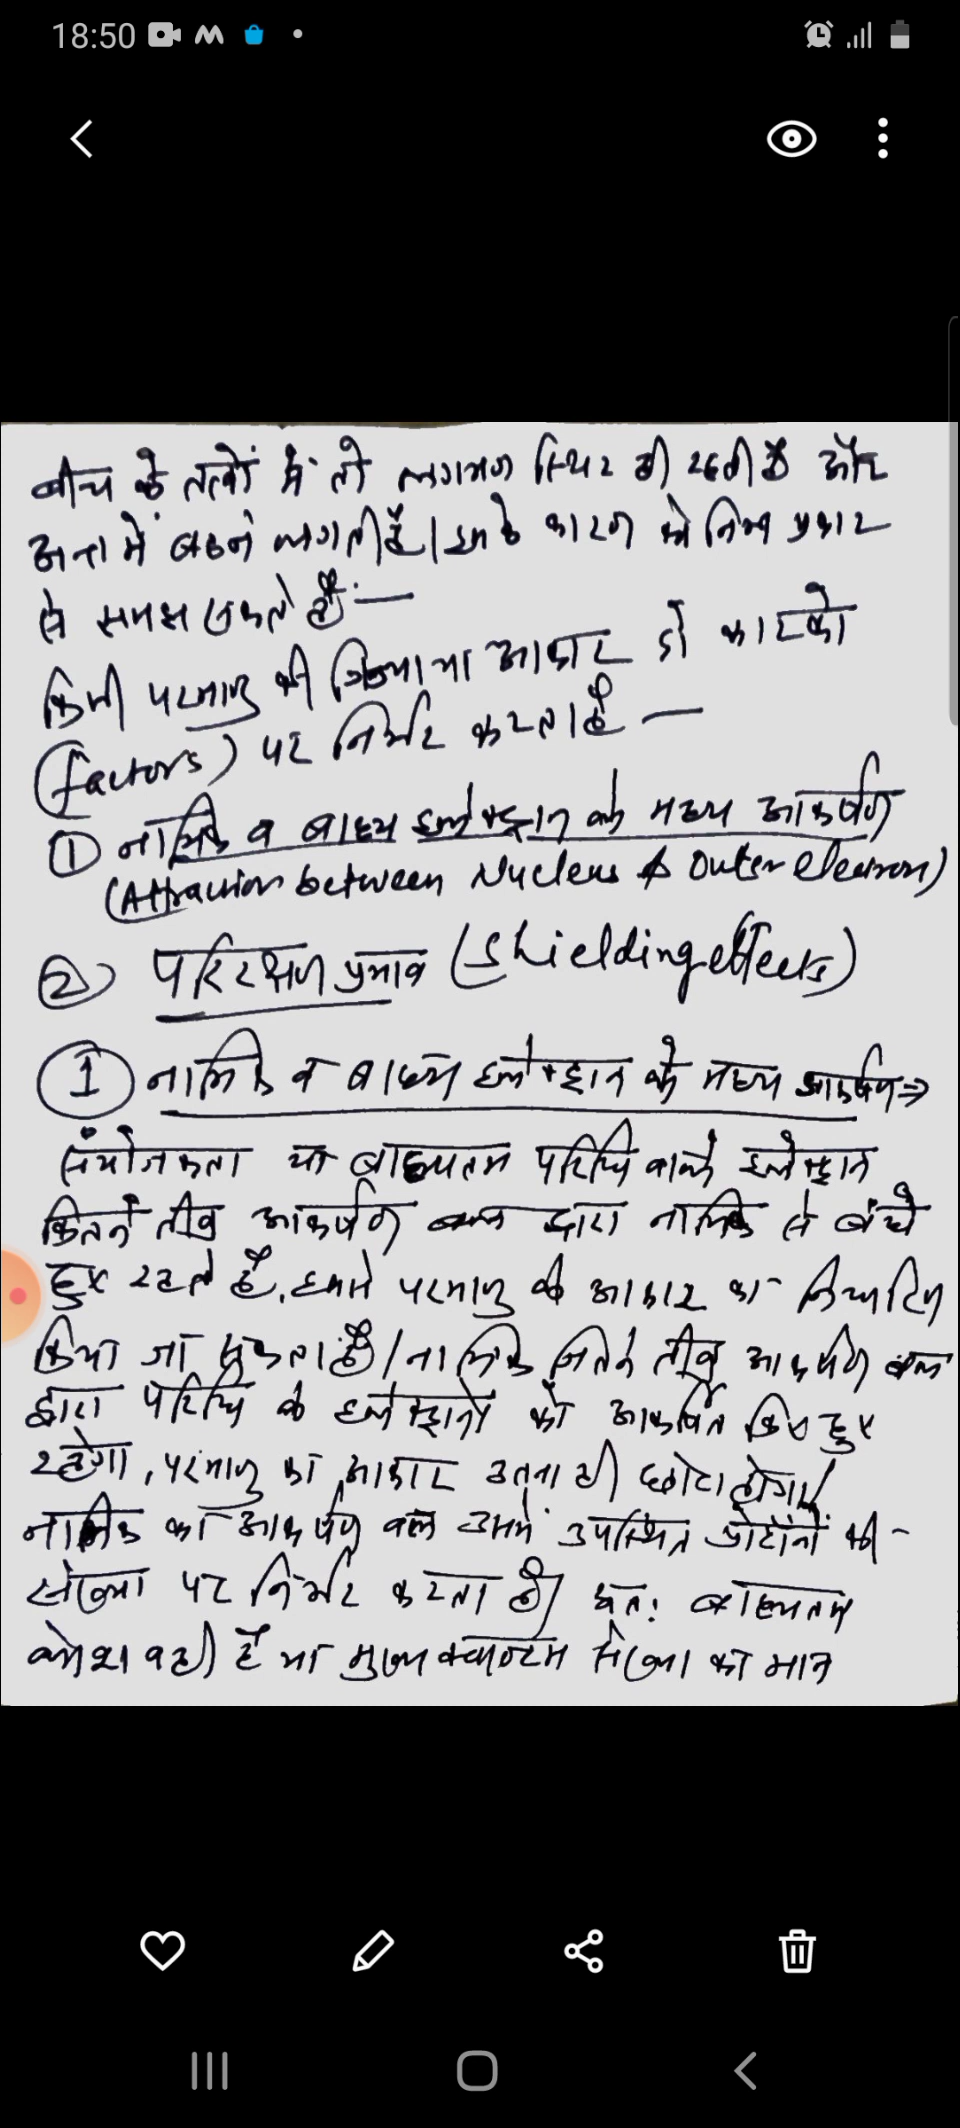 18:50
बीच के तत्वों में तो लगभग स्थिर ही रहती है और
अन्त में बढने लगती है। इसके कारण को निम्न प्रकार
से समझ सकते हैं:—
किसी परमाणु की त्रिज्या या आकार दो कारको
(factors) पर निर्भर करता है —
① नाभिक व बाह्य इलेक्ट्रान के मध्य आकर्षण
(Attraction between Nucleus & Outer electron)
② परिरक्षण प्रभाव (Shielding effects)
① नाभिक व बाह्य इलेक्ट्रान के मध्य आकर्षण ⇒
संयोजकता या बाह्यतम परिधि वाले इलेक्ट्रान
कितने तीव्र आकर्षण बल द्वारा नाभिक से बंधे
हुए रहते हैं, इससे परमाणु के आकार का निर्धारित
किया जा सकता है। नाभिक जितने तीव्र आकर्षण बल
द्वारा परिधि के इलेक्ट्रानों को आकर्षित किए हुए
रहेगा, परमाणु का आकार उतना ही छोटा होगा।
नाभिक का आकर्षण बल उसमें उपस्थित प्रोटोनों की -
संख्या पर निर्भर करता है। अत: बाह्यतम
कोश वही है या मुख्य क्वाण्टम संख्या का मान